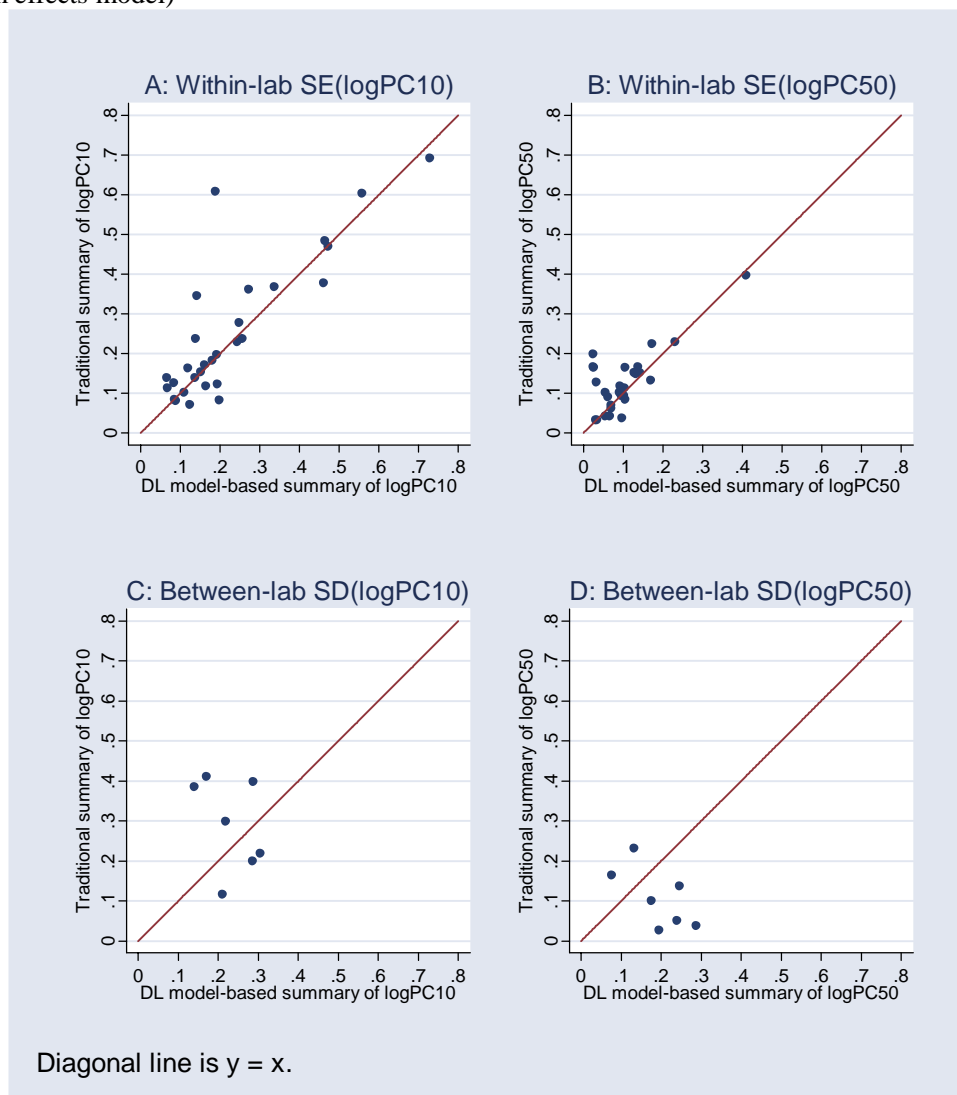 effects model)
A: Within-lab SE(logPC10)
Traditional summary of logPC10
0 .1 .2 .3 .4 .5 .6 .7 .8
0 .1 .2 .3 .4 .5 .6 .7 .8
DL model-based summary of logPC10
B: Within-lab SE(logPC50)
Traditional summary of logPC50
0 .1 .2 .3 .4 .5 .6 .7 .8
0 .1 .2 .3 .4 .5 .6 .7 .8
DL model-based summary of logPC50
C: Between-lab SD(logPC10)
Traditional summary of logPC10
0 .1 .2 .3 .4 .5 .6 .7 .8
0 .1 .2 .3 .4 .5 .6 .7 .8
DL model-based summary of logPC10
D: Between-lab SD(logPC50)
Traditional summary of logPC50
0 .1 .2 .3 .4 .5 .6 .7 .8
0 .1 .2 .3 .4 .5 .6 .7 .8
DL model-based summary of logPC50
Diagonal line is y = x.